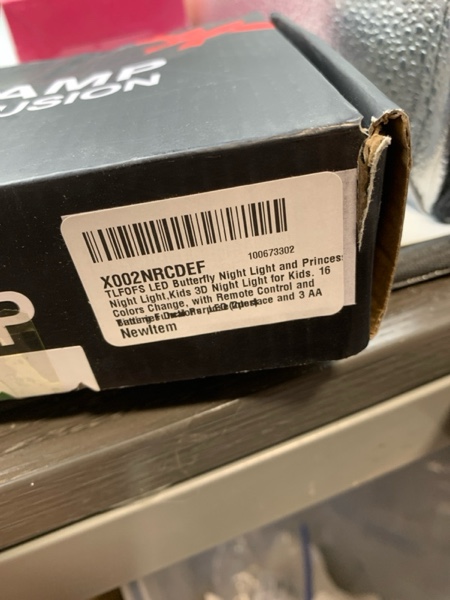 AMP
USION
100673302
X002NRCDEF
TLFOFS LED Butterfly Night Light and Princes
Night Light,Kids 3D Night Light for Kids. 16
Colors Change, with Remote Control and
and 3 AA
NewItem
P